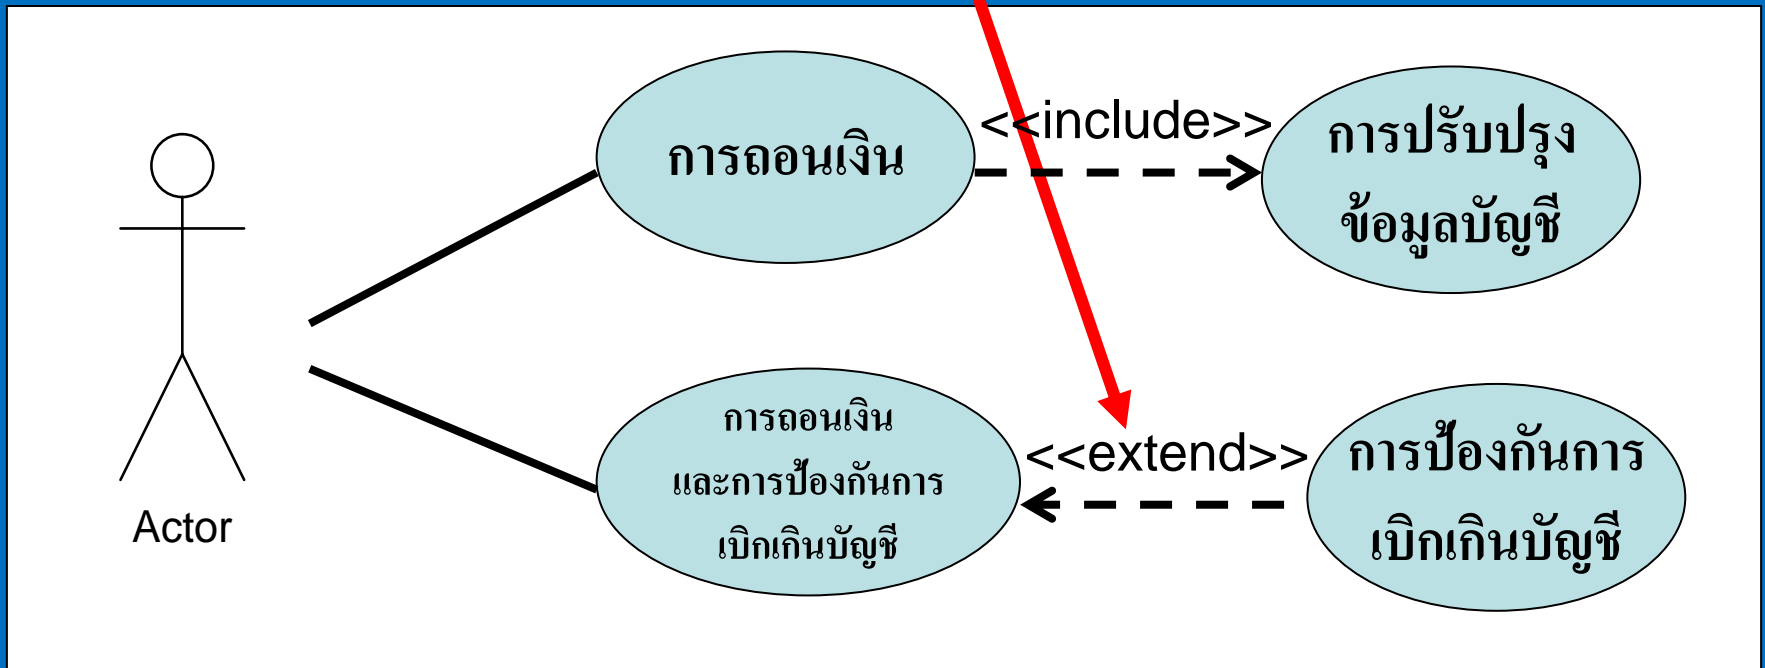 การถอนเงิน
<<include>>
การปรับปรุง
ข้อมูลบัญชี
Actor
การถอนเงิน
และการป้องกันการ
เบิกเกินบัญชี
<<extend>>
การป้องกันการ
เบิกเกินบัญชี